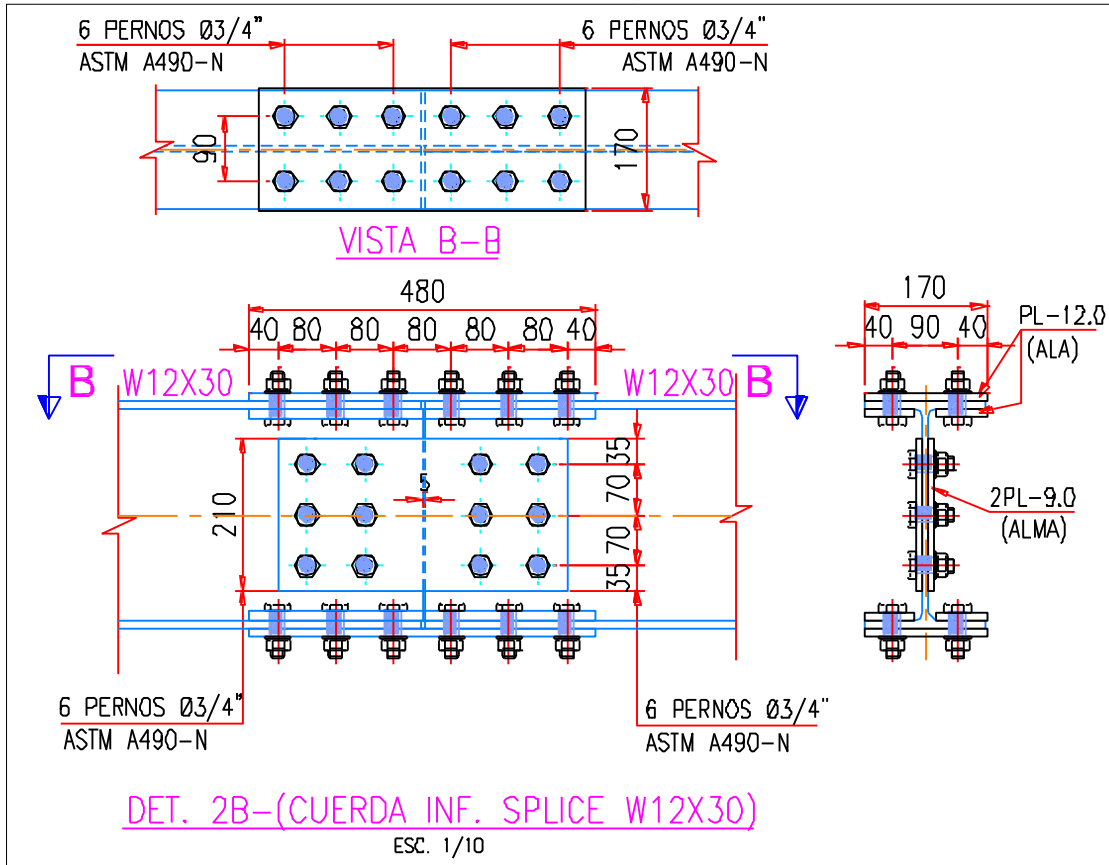 6 PERNOS Ø3/4"
ASTM A490-N
6 PERNOS Ø3/4"
ASTM A490-N
90
170
VISTA B-B
480
40 80 80 80 80 80 40
170
40 90 40
PL-12.0
(ALA)
B W12X30
W12X30 B
210
5
35
70
70
35
2PL-9.0
(ALMA)
6 PERNOS Ø3/4"
ASTM A490-N
6 PERNOS Ø3/4"
ASTM A490-N
DET. 2B-(CUERDA INF. SPLICE W12X30)
ESC. 1/10